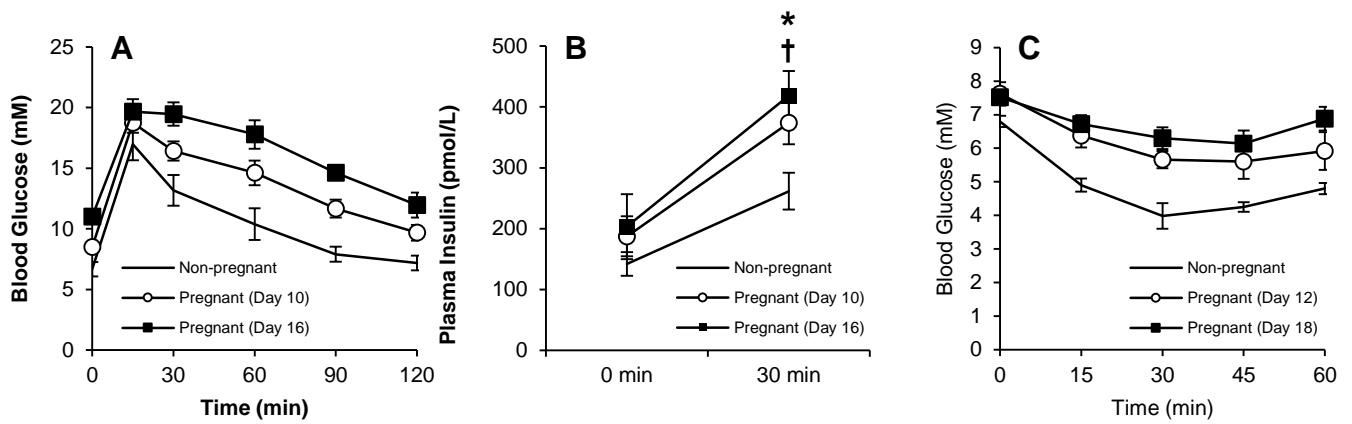 A
25
20
15
10
5
0
Blood Glucose (mM)
Non-pregnant
Pregnant (Day 10)
Pregnant (Day 16)
0 30 60 90 120
Time (min)
B
*
†
500
400
300
200
100
0
Plasma Insulin (pmol/L)
Non-pregnant
Pregnant (Day 10)
Pregnant (Day 16)
0 min 30 min
C
9
8
7
6
5
4
3
2
1
0
Blood Glucose (mM)
Non-pregnant
Pregnant (Day 12)
Pregnant (Day 18)
0 15 30 45 60
Time (min)